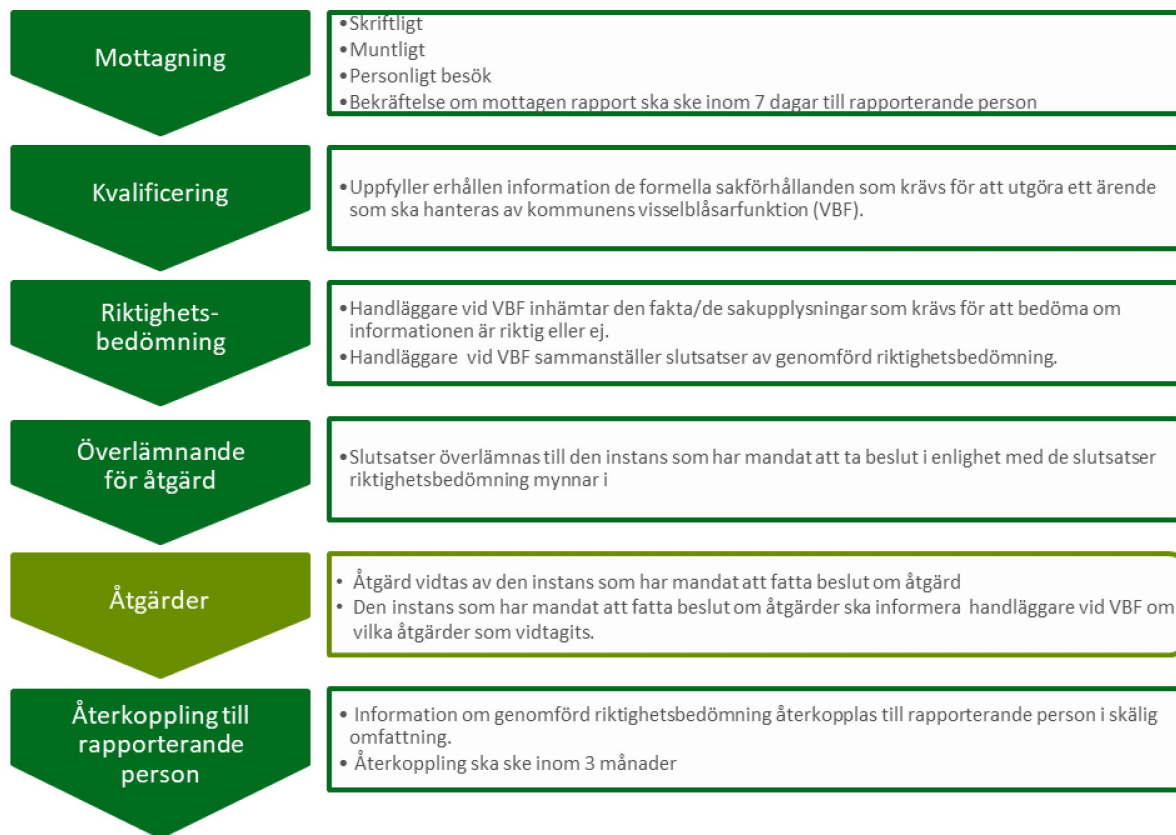 Mottagning
•Skriftligt
•Muntligt
•Personligt besök
•Bekräftelse om mottagen rapport ska ske inom 7 dagar till rapporterande person
Kvalificering
•Uppfyller erhållen information de formella sakförhållanden som krävs för att utgöra ett ärende
som ska hanteras av kommunens visselblåsarfunktion (VBF).
Riktighets-
bedömning
•Handläggare vid VBF inhämtar den fakta/de sakupplysningar som krävs för att bedöma om
informationen är riktig eller ej.
•Handläggare vid VBF sammanställer slutsatser av genomförd riktighetsbedömning.
Överlämnande
för åtgärd
•Slutsatser överlämnas till den instans som har mandat att ta beslut i enlighet med de slutsatser
riktighetsbedömning mynnar i
Åtgärder
• Åtgärd vidtas av den instans som har mandat att fatta beslut om åtgärd
• Den instans som har mandat att fatta beslut om åtgärder ska informera handläggare vid VBF om
vilka åtgärder som vidtagits.
Återkoppling till
rapporterande
person
• Information om genomförd riktighetsbedömning återkopplas till rapporterande person i skälig
omfattning.
• Återkoppling ska ske inom 3 månader